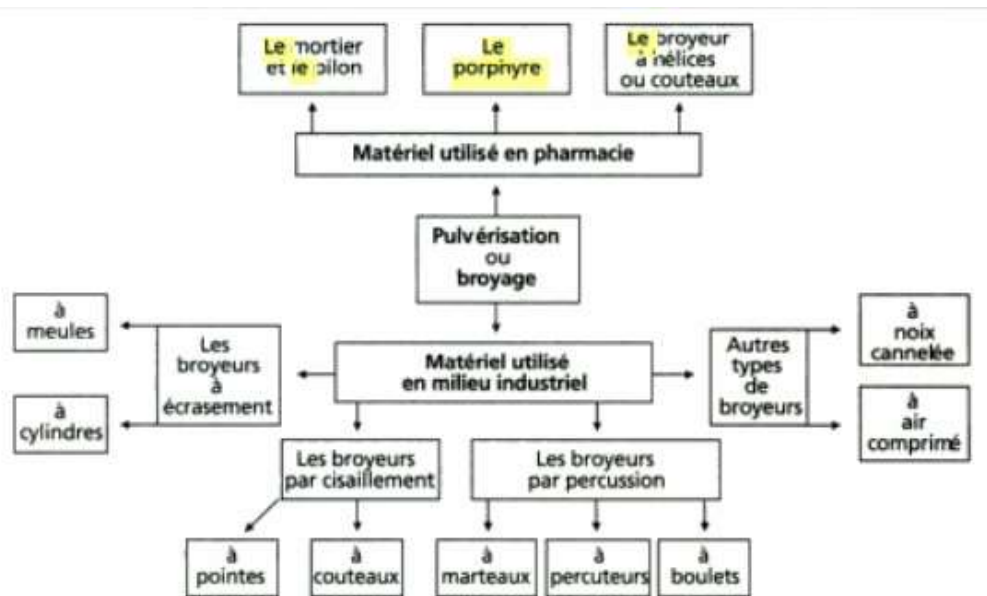 Le mortier
et le pilon
Le
porphyre
Le broyeur
à hélices
ou couteaux
Matériel utilisé en pharmacie
Pulvérisation
ou
broyage
à
meules
Les
broyeurs
à
écrasement
à
cylindres
Matériel utilisé
en milieu industriel
Autres
types
de
broyeurs
à
noix
cannelée
à
air
comprimé
Les broyeurs
par cisaillement
Les broyeurs
par percussion
à
pointes
à
couteaux
à
marteaux
à
percuteurs
à
boulets